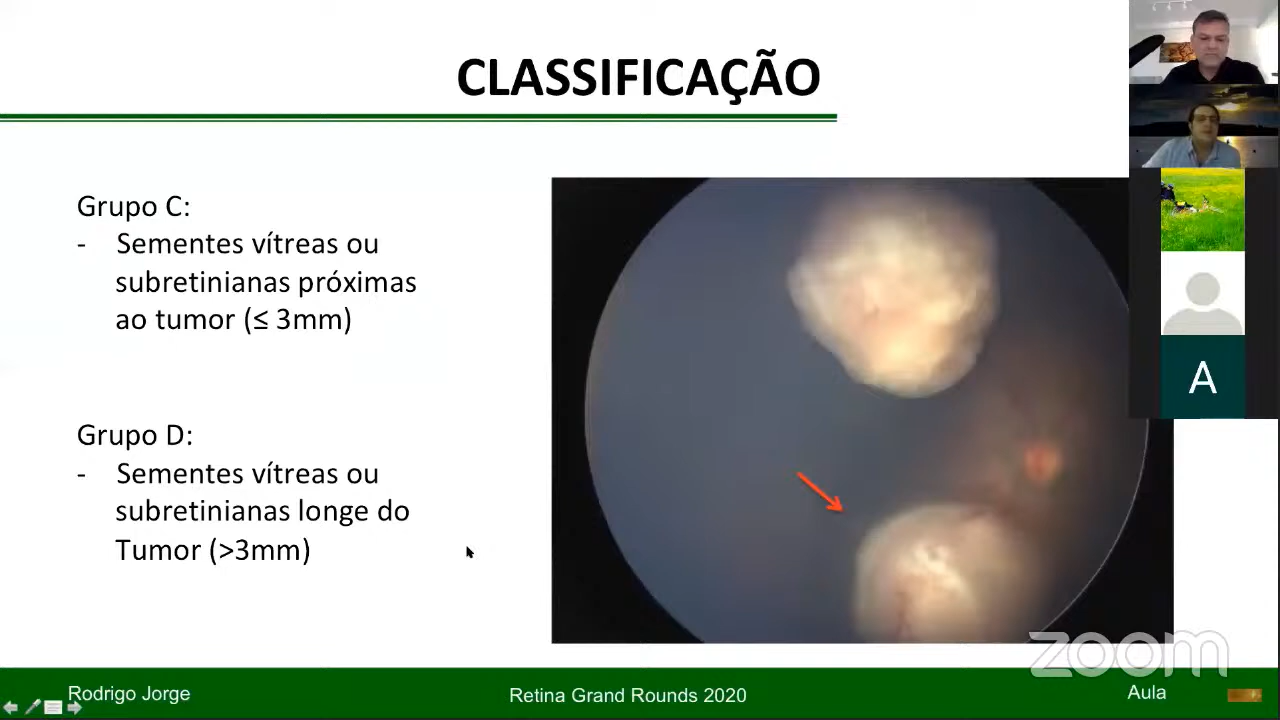 CLASSIFICAÇÃO
Grupo C:
- Sementes vítreas ou
subretinianas próximas
ao tumor (≤ 3mm)
Grupo D:
- Sementes vítreas ou
subretinianas longe do
Tumor (>3mm)
A
zoom
Rodrigo Jorge
Retina Grand Rounds 2020
Aula